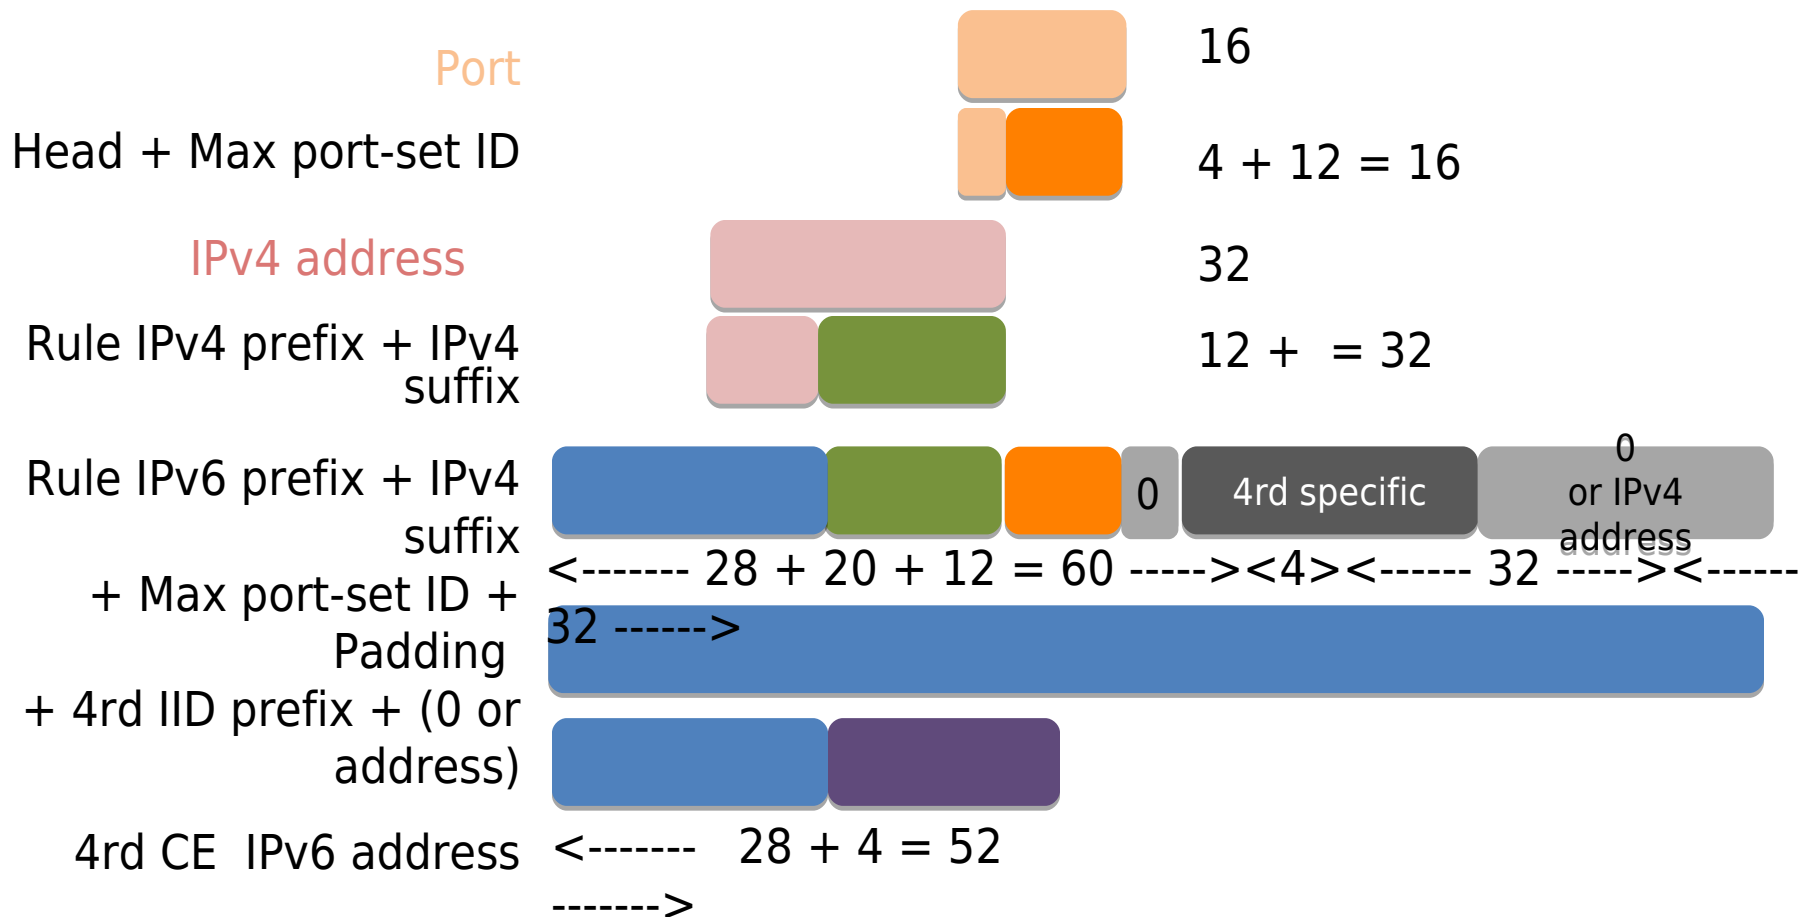 Port
16
Head + Max port-set ID
4 + 12 = 16
IPv4 address
32
Rule IPv4 prefix + IPv4
suffix
12 +  = 32
Rule IPv6 prefix + IPv4
suffix
+ Max port-set ID +
Padding
+ 4rd IID prefix + (0 or
address)
0
4rd specific
0
or IPv4
address
<------- 28 + 20 + 12 = 60 -----><4><------ 32 -----><------
32 ------>
4rd CE  IPv6 address
<-------   28 + 4 = 52
------->